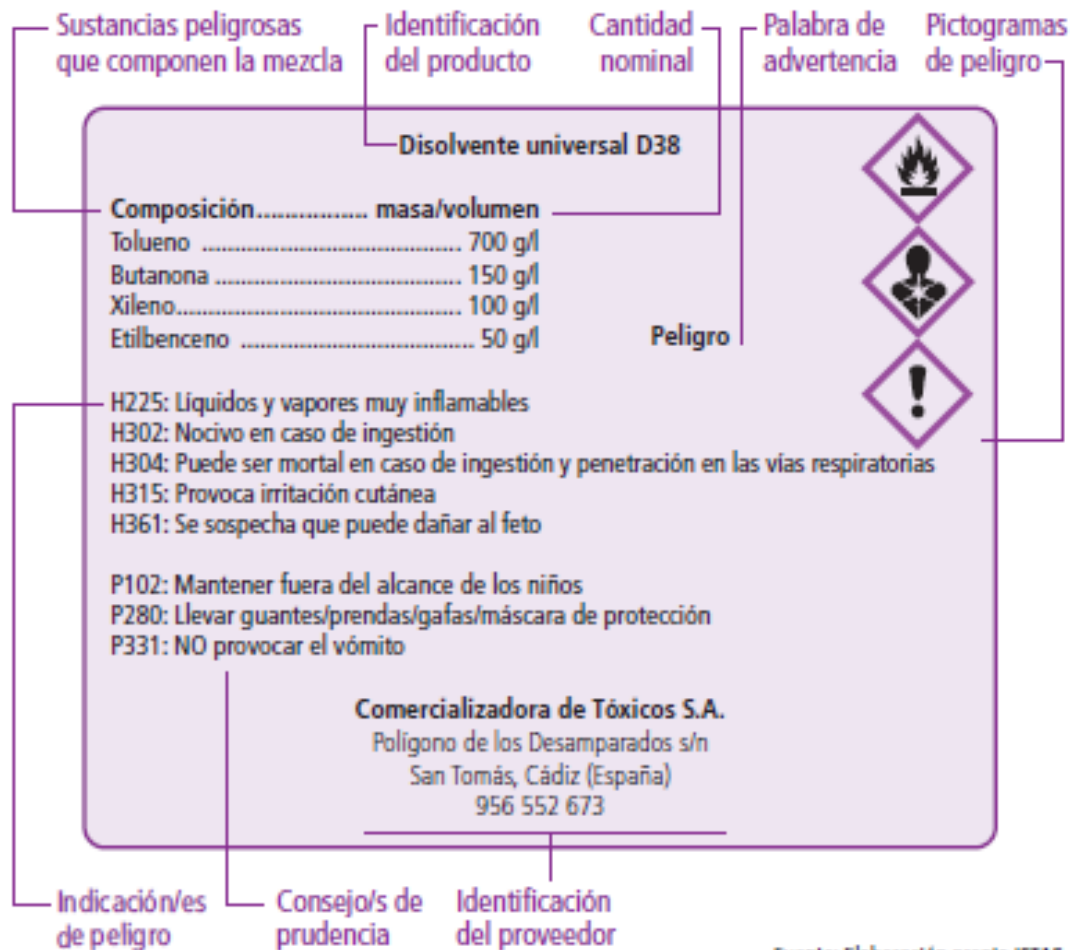 Sustancias peligrosas
que componen la mezcla
Identificación
del producto
Cantidad
nominal
Palabra de
advertencia
Pictogramas
de peligro
Disolvente universal D38
Composición................. masa/volumen
Tolueno ......................................... 700 g/l
Butanona ....................................... 150 g/l
Xileno............................................. 100 g/l
Etilbenceno ..................................... 50 g/l
Peligro
H225: Líquidos y vapores muy inflamables
H302: Nocivo en caso de ingestión
H304: Puede ser mortal en caso de ingestión y penetración en las vías respiratorias
H315: Provoca irritación cutánea
H361: Se sospecha que puede dañar al feto
P102: Mantener fuera del alcance de los niños
P280: Llevar guantes/prendas/gafas/máscara de protección
P331: NO provocar el vómito
Comercializadora de Tóxicos S.A.
Polígono de los Desamparados s/n
San Tomás, Cádiz (España)
956 552 673
Indicación/es
de peligro
Consejo/s de
prudencia
Identificación
del proveedor